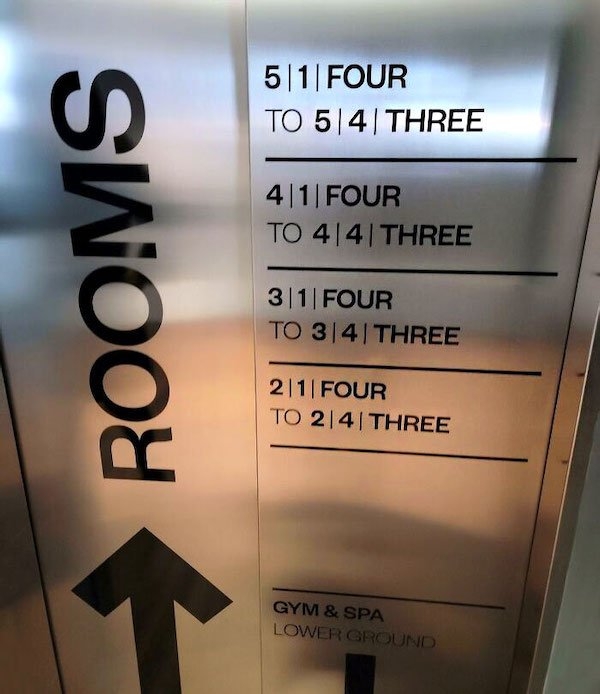 ROOMS
5|1|FOUR
TO 5|4|THREE
4|1|FOUR
TO 4|4|THREE
3|1|FOUR
TO 3|4|THREE
2|1|FOUR
TO 2|4|THREE
GYM & SPA
LOWER GROUND